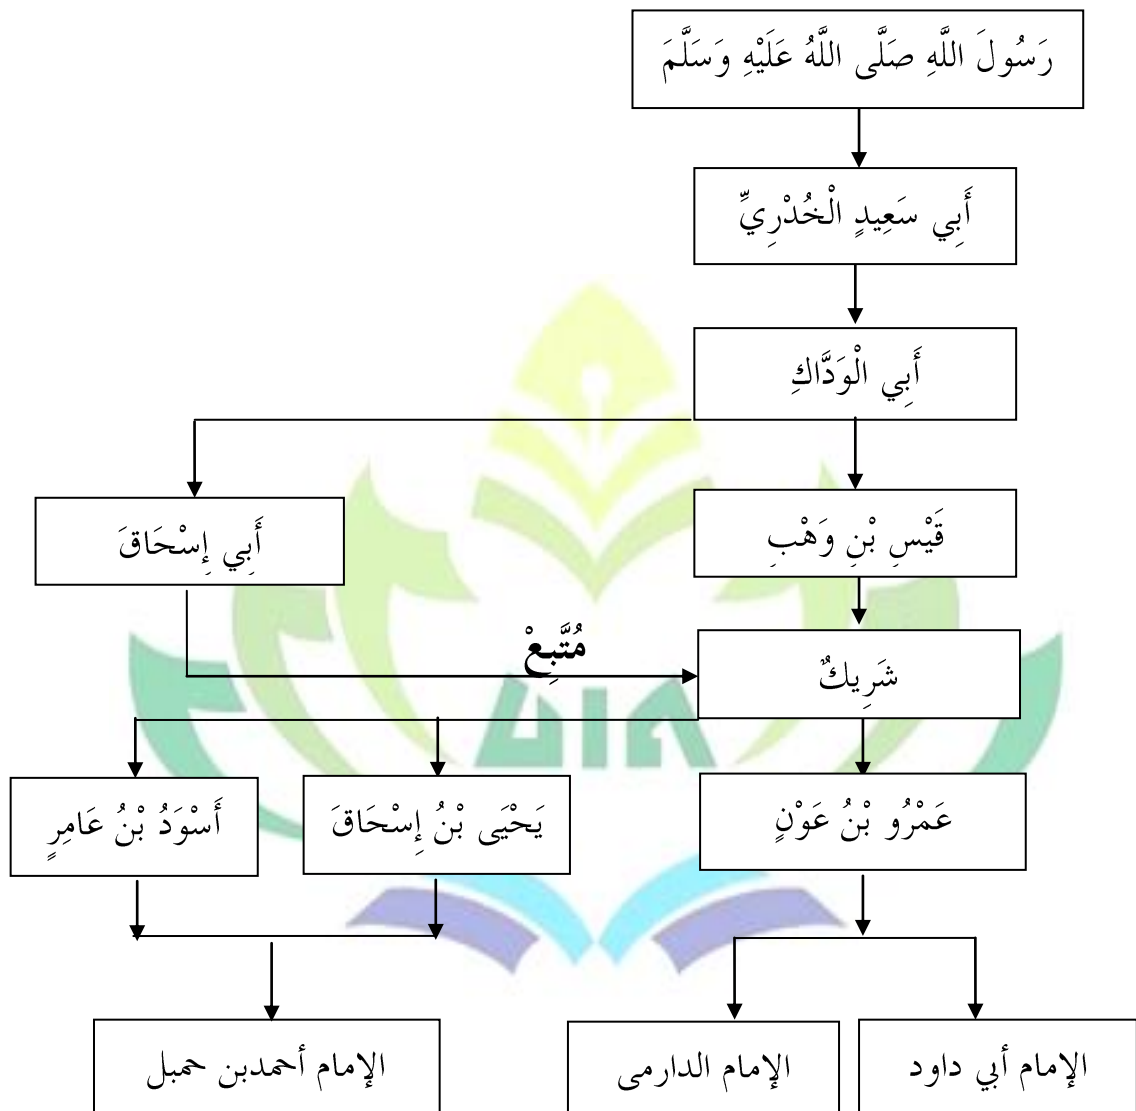 رَسُولَ اللَّهِ صَلَّى اللَّهُ عَلَيْهِ وَسَلَّمَ
أَبِي سَعِيدٍ الْخُدْرِيِّ
أَبِي الْوَدَّاكِ
قَيْسِ بْنِ وَهْبِ
أَبِي إِسْحَاقَ
مُتَّبِعْ
شَرِيكٌ
عَمْرُو بْنُ عَوْنٍ
يَحْيَى بْنُ إِسْحَاقَ
أَسْوَدُ بْنُ عَامِرٍ
الإمام أبي داود
الإمام الدارمى
الإمام أحمدبن حمبل